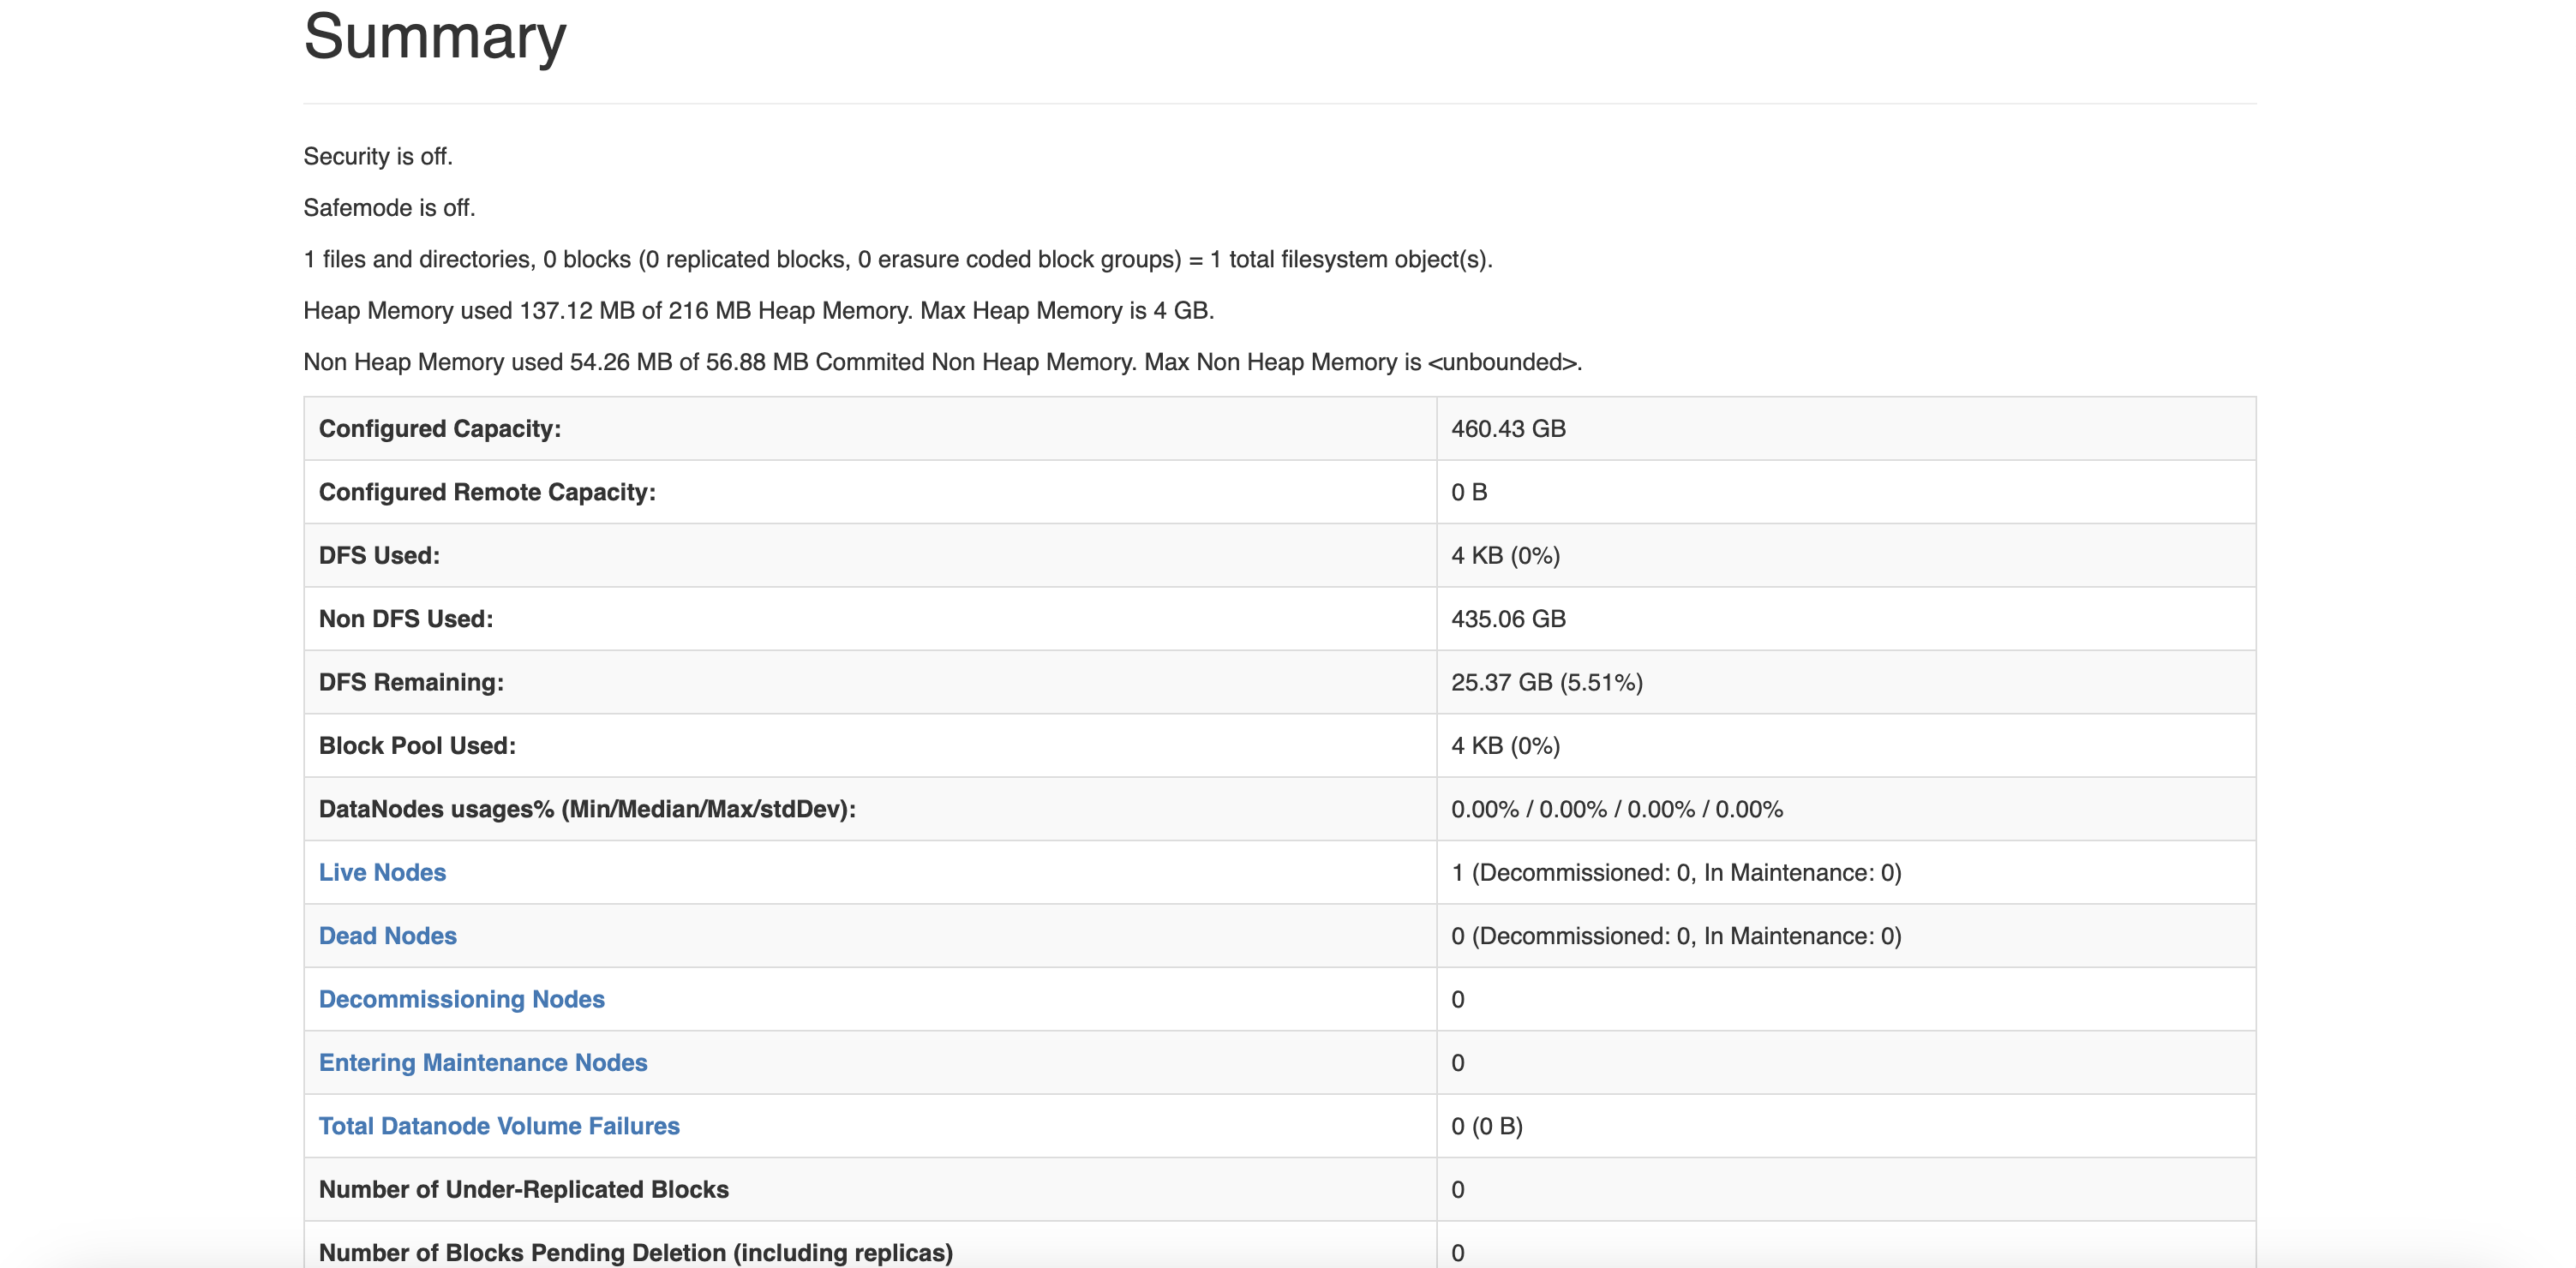 Summary
Security is off.
Safemode is off.
1 files and directories, 0 blocks (0 replicated blocks, 0 erasure coded block groups) = 1 total filesystem object(s).
Heap Memory used 137.12 MB of 216 MB Heap Memory. Max Heap Memory is 4 GB.
Non Heap Memory used 54.26 MB of 56.88 MB Commited Non Heap Memory. Max Non Heap Memory is <unbounded>.
Configured Capacity: 460.43 GB
Configured Remote Capacity: 0 B
DFS Used: 4 KB (0%)
Non DFS Used: 435.06 GB
DFS Remaining: 25.37 GB (5.51%)
Block Pool Used: 4 KB (0%)
DataNodes usages% (Min/Median/Max/stdDev): 0.00% / 0.00% / 0.00% / 0.00%
Live Nodes 1 (Decommissioned: 0, In Maintenance: 0)
Dead Nodes 0 (Decommissioned: 0, In Maintenance: 0)
Decommissioning Nodes 0
Entering Maintenance Nodes 0
Total Datanode Volume Failures 0 (0 B)
Number of Under-Replicated Blocks 0
Number of Blocks Pending Deletion (including replicas) 0